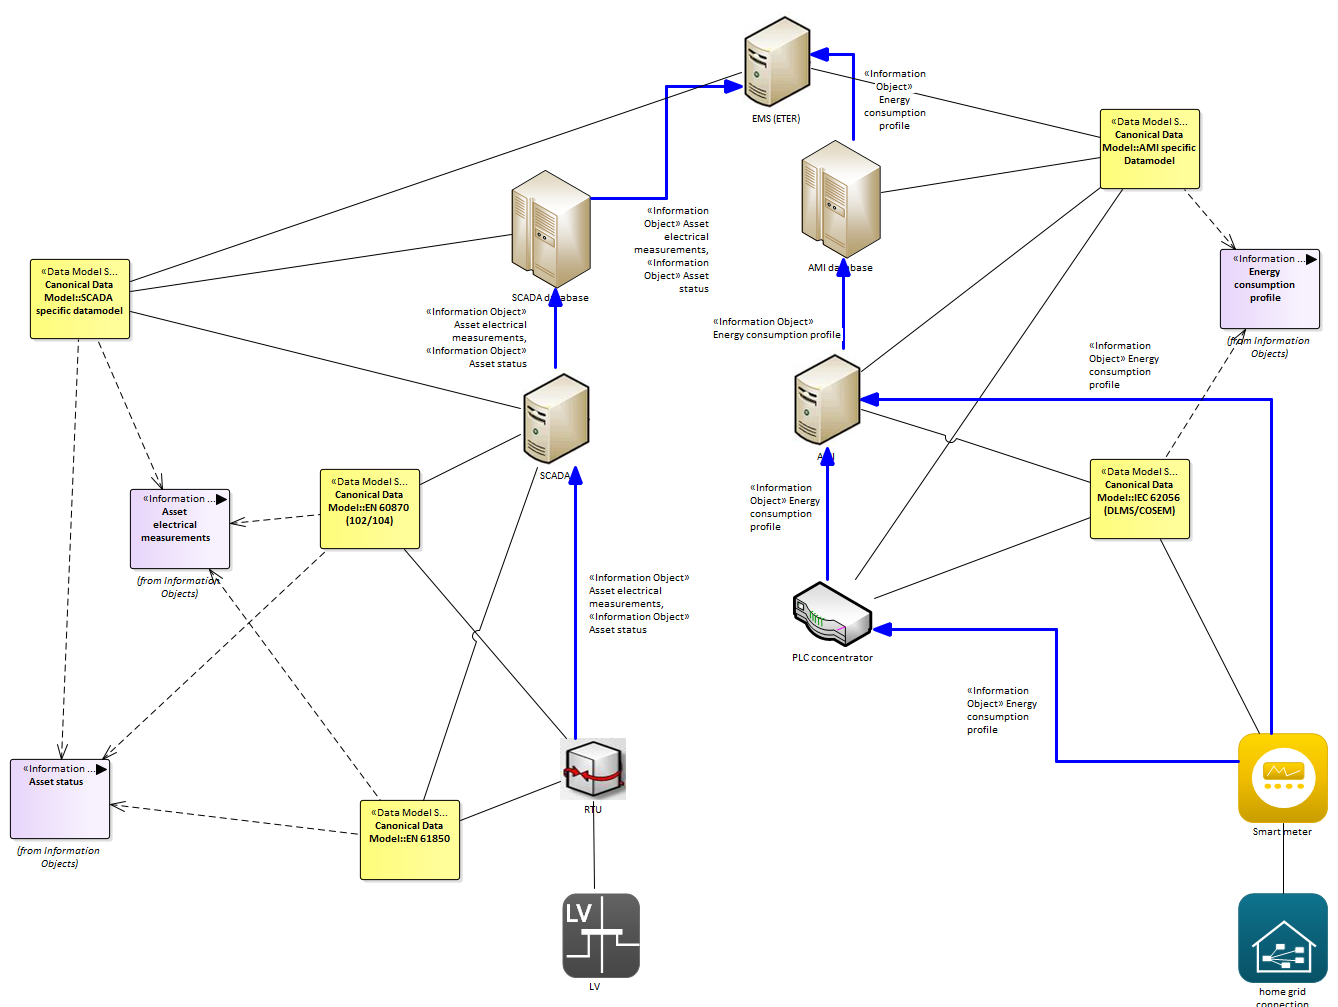 EMS (ETER)
«Information
Object»
Energy
consumption
profile
«Data Model S...
Canonical Data
Model::AMI specific
Datamodel
«Information
Object» Asset
electrical
measurements,
«Information
Object» Asset
status
AMI database
«Information ...
Energy
consumption
profile
(from Information
Objects)
«Data Model S...
Canonical Data
Model::SCADA
specific datamodel
SCADA database
«Information Object»
Asset electrical
measurements,
«Information Object»
Asset status
«Information Object»
Energy consumption profile
«Information
Object» Energy
consumption
profile
AMI
SCADA
«Information ...
Asset
electrical
measurements
(from Information
Objects)
«Data Model S...
Canonical Data
Model::EN 60870
(102/104)
«Information
Object» Energy
consumption
profile
«Data Model S...
Canonical Data
Model::IEC 62056
(DLMS/COSEM)
«Information Object»
Asset electrical
measurements,
«Information Object»
Asset status
PLC concentrator
«Information
Object» Energy
consumption
profile
«Information ...
Asset status
(from Information
Objects)
«Data Model S...
Canonical Data
Model::EN 61850
RTU
Smart meter
LV
LV
home grid
connection